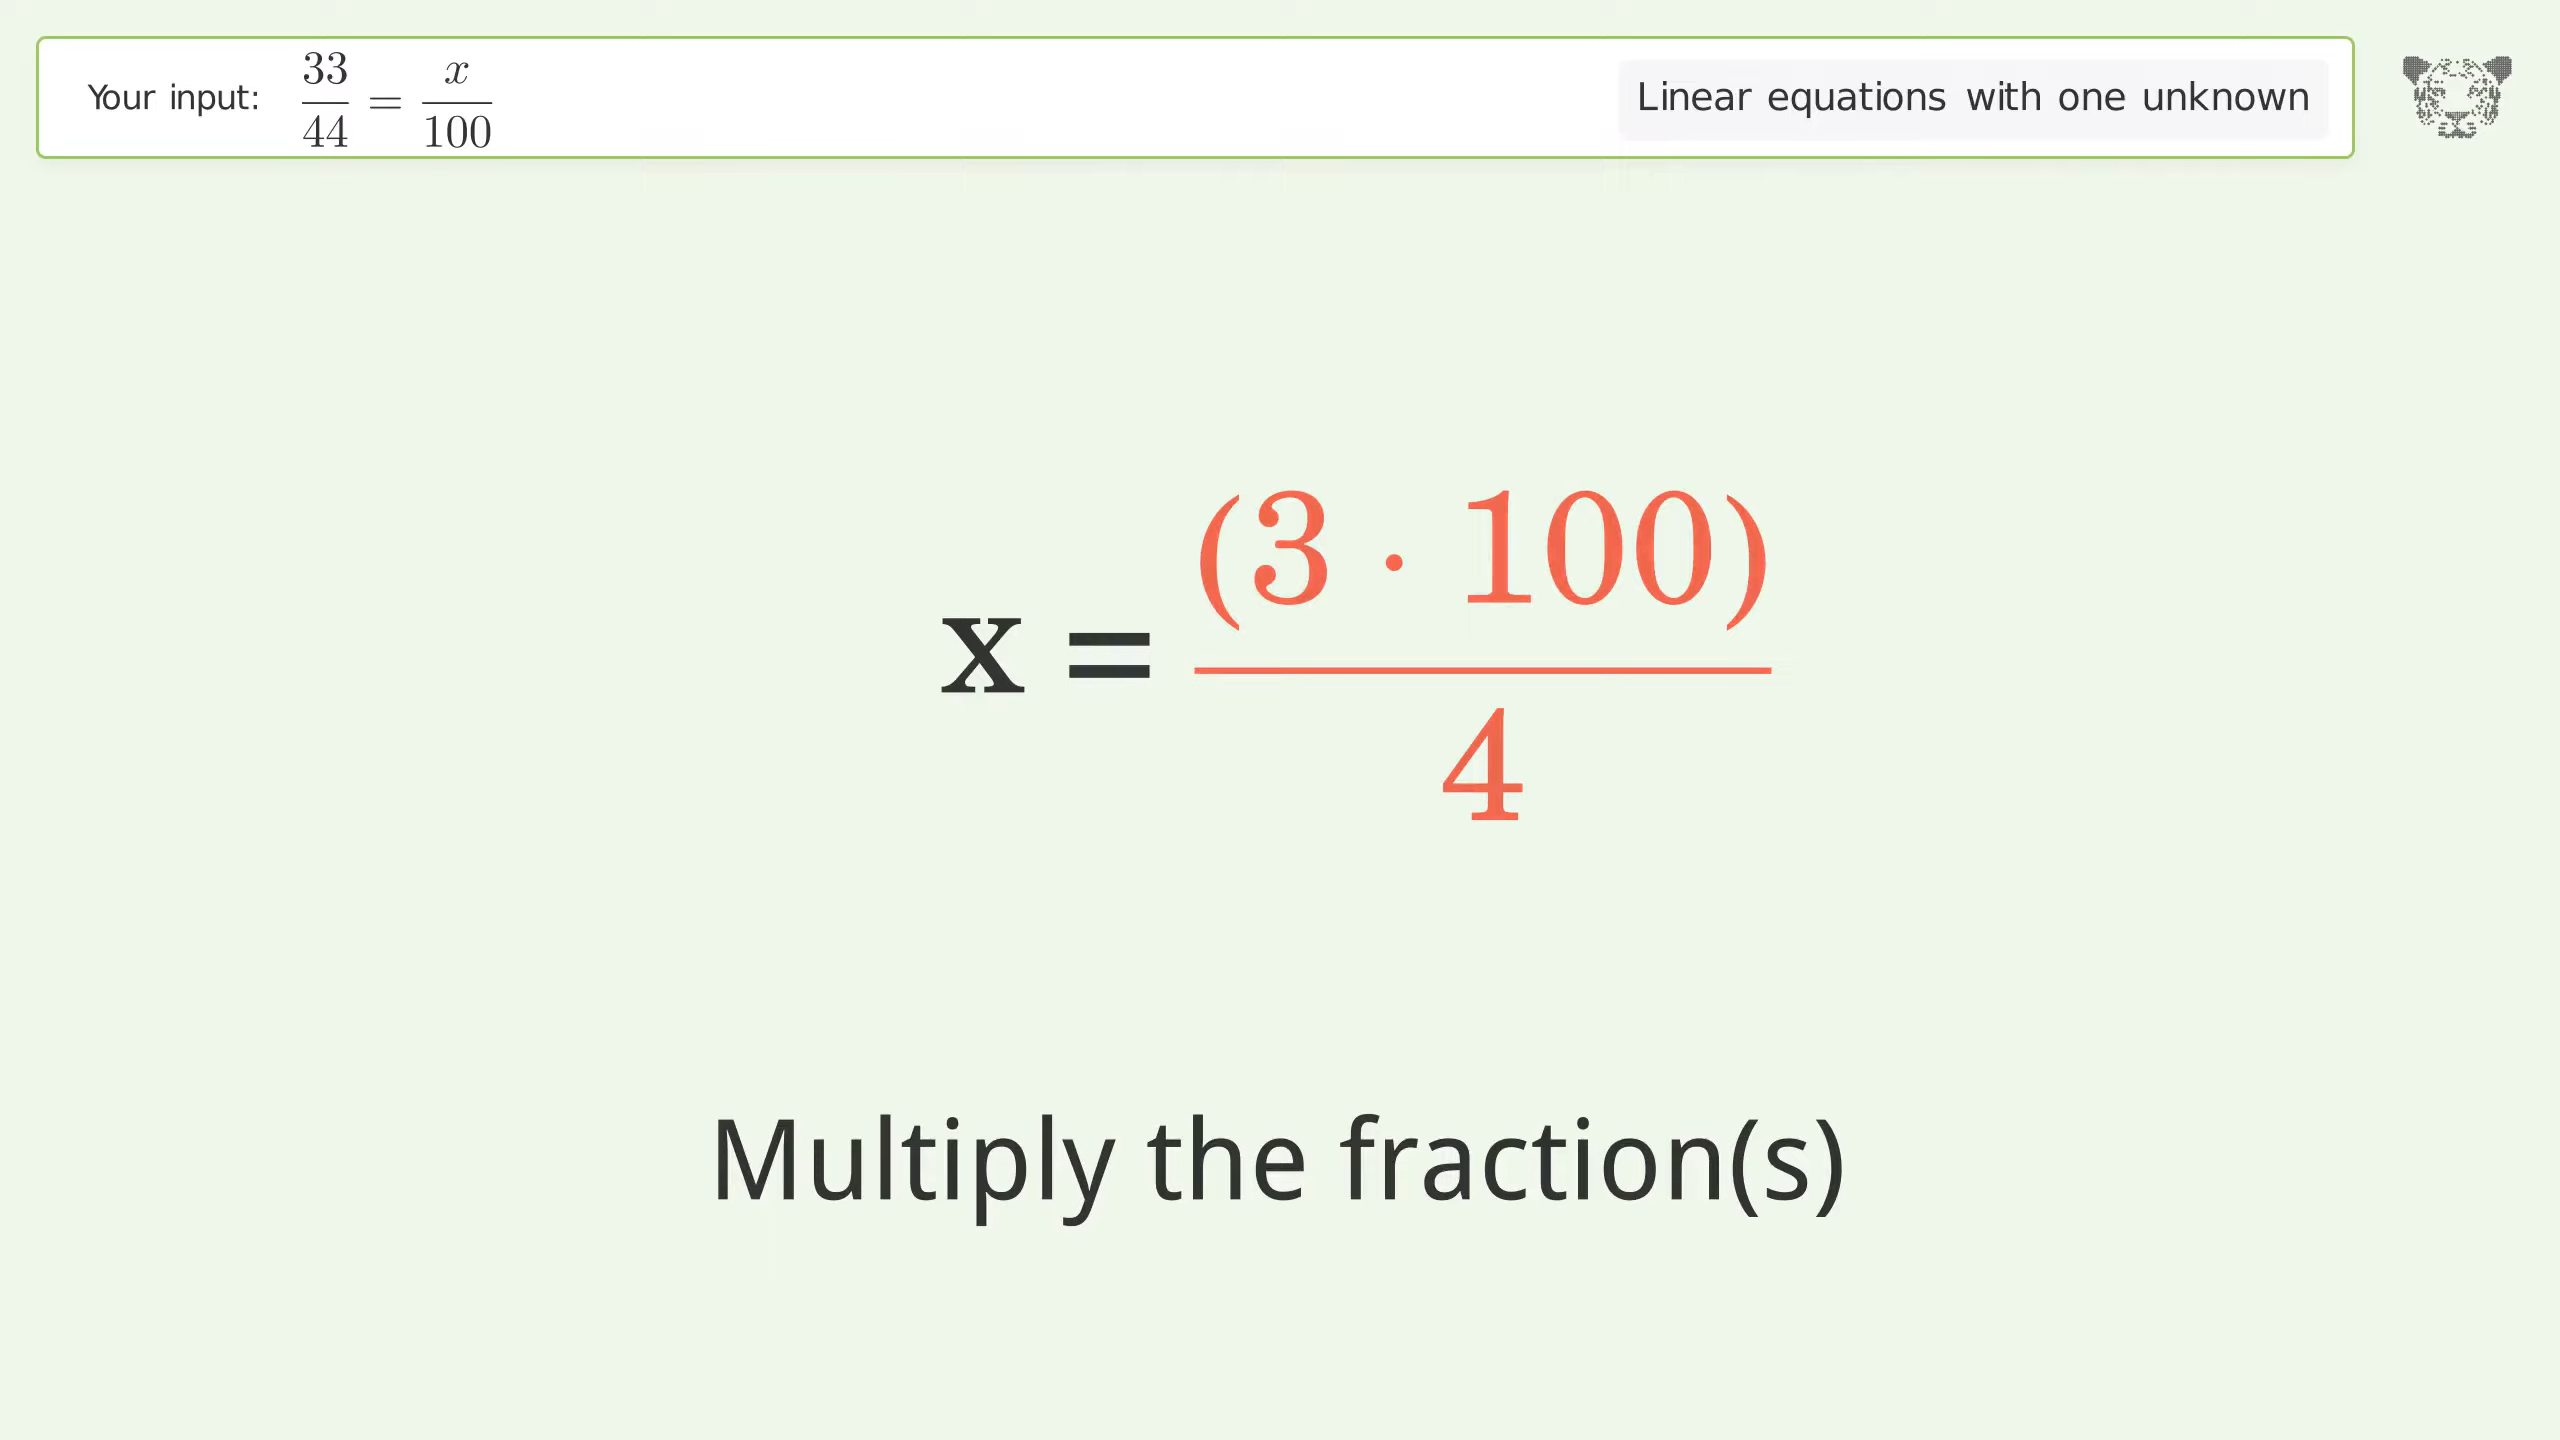 Your input: 33/44 = x/100
Linear equations with one unknown
x = (3 · 100)/4
Multiply the fraction(s)